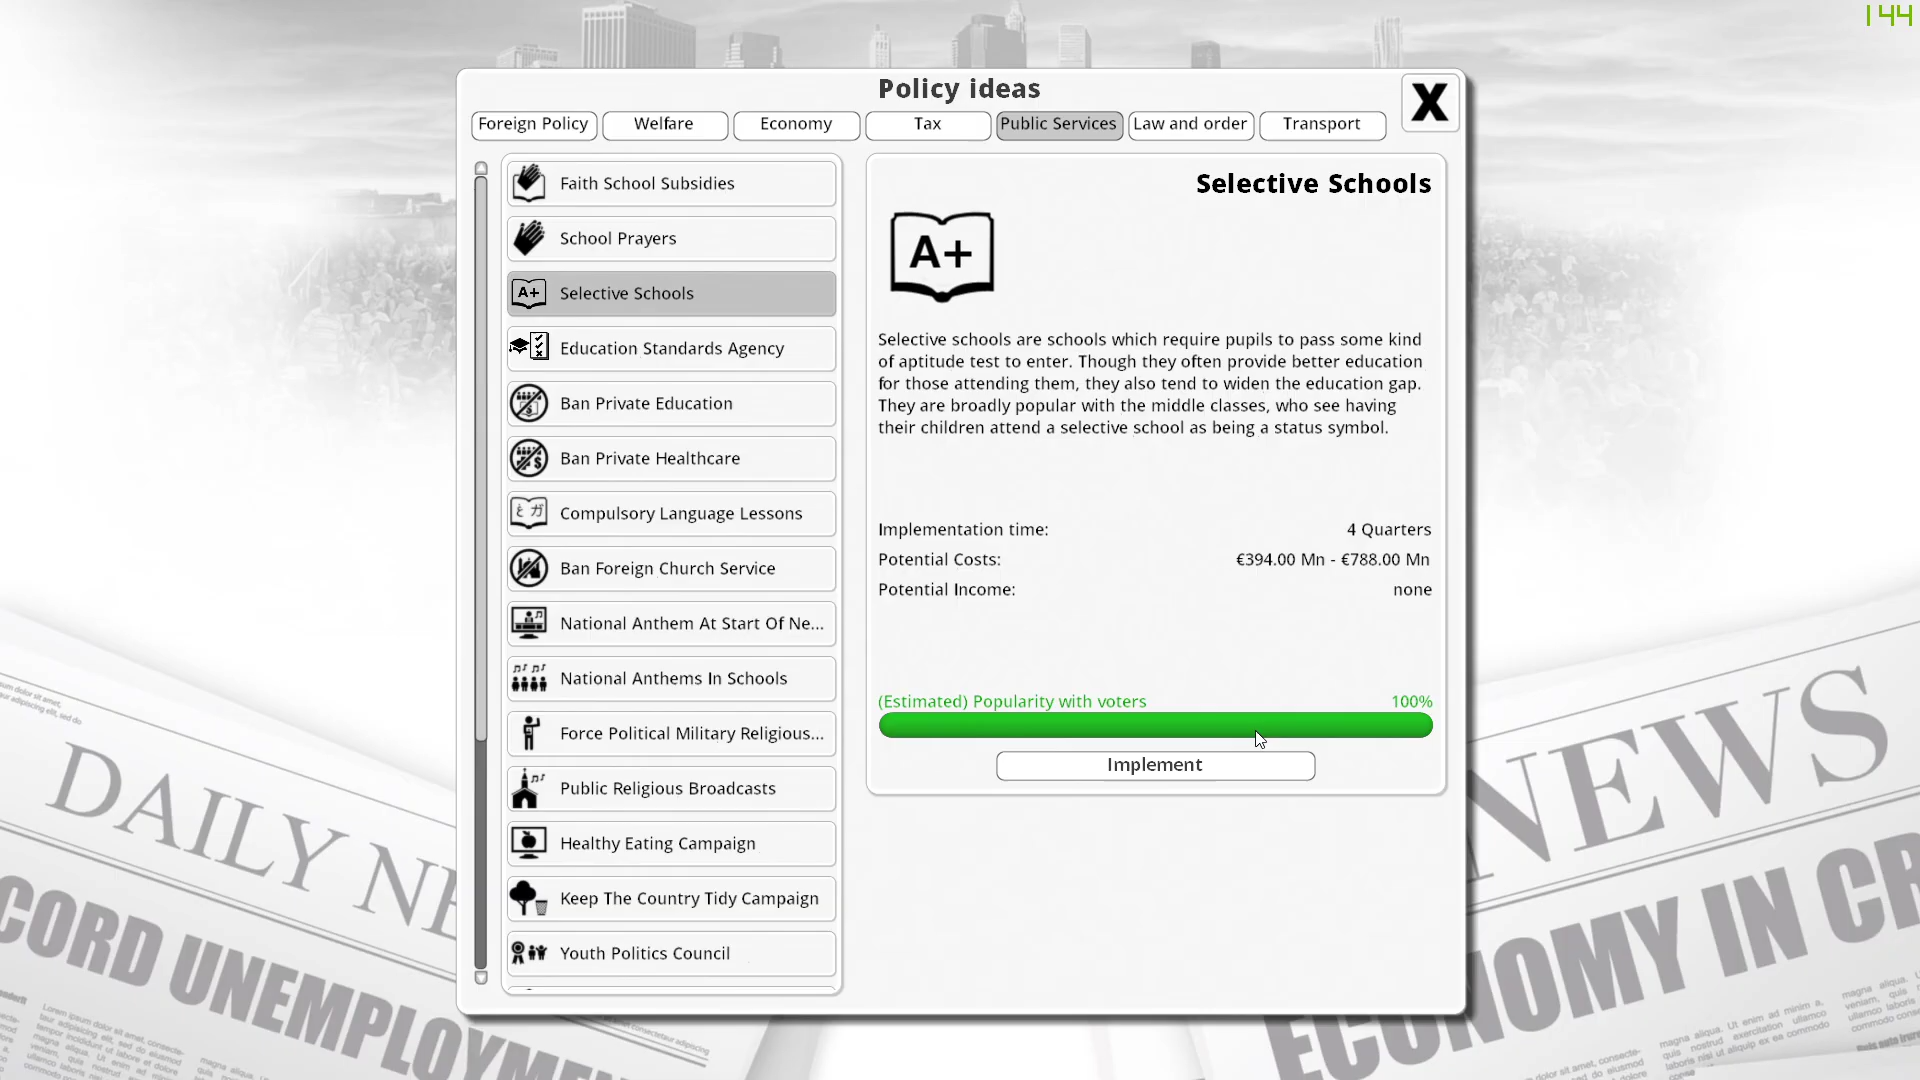 144
Policy ideas
X
Foreign Policy
Welfare
Economy
Tax
Public Services
Law and order
Transport
Faith School Subsidies
School Prayers
A+ Selective Schools
Education Standards Agency
Ban Private Education
Ban Private Healthcare
Compulsory Language Lessons
Ban Foreign Church Service
National Anthem At Start Of Ne...
National Anthems In Schools
Force Political Military Religious...
Public Religious Broadcasts
Healthy Eating Campaign
Keep The Country Tidy Campaign
Youth Politics Council
Selective Schools
A+
Selective schools are schools which require pupils to pass some kind
of aptitude test to enter. Though they often provide better education
for those attending them, they also tend to widen the education gap.
They are broadly popular with the middle classes, who see having
their children attend a selective school as being a status symbol.
Implementation time: 4 Quarters
Potential Costs: €394.00 Mn - €788.00 Mn
Potential Income: none
(Estimated) Popularity with voters 100%
Implement
DAILY NE
CORD UNEMPLOYME
NEWS
ECONOMY IN CR